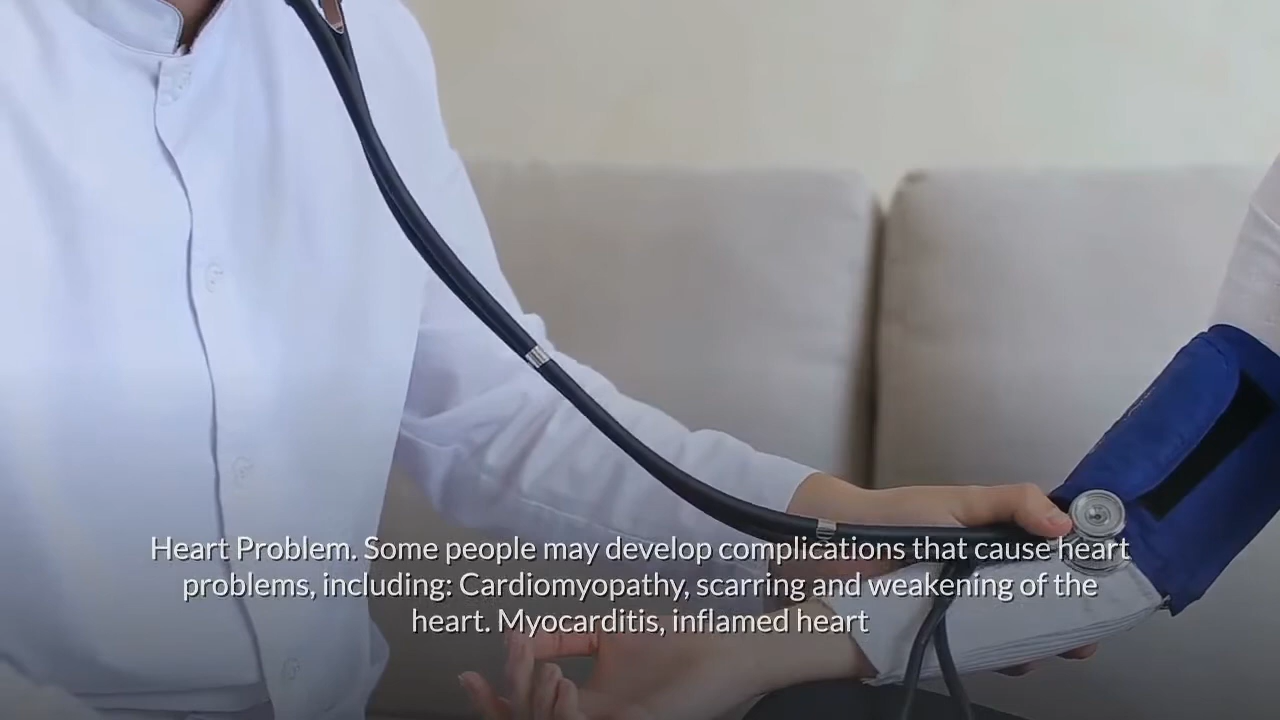 Heart Problem. Some people may develop complications that cause heart
problems, including: Cardiomyopathy, scarring and weakening of the
heart. Myocarditis, inflamed heart